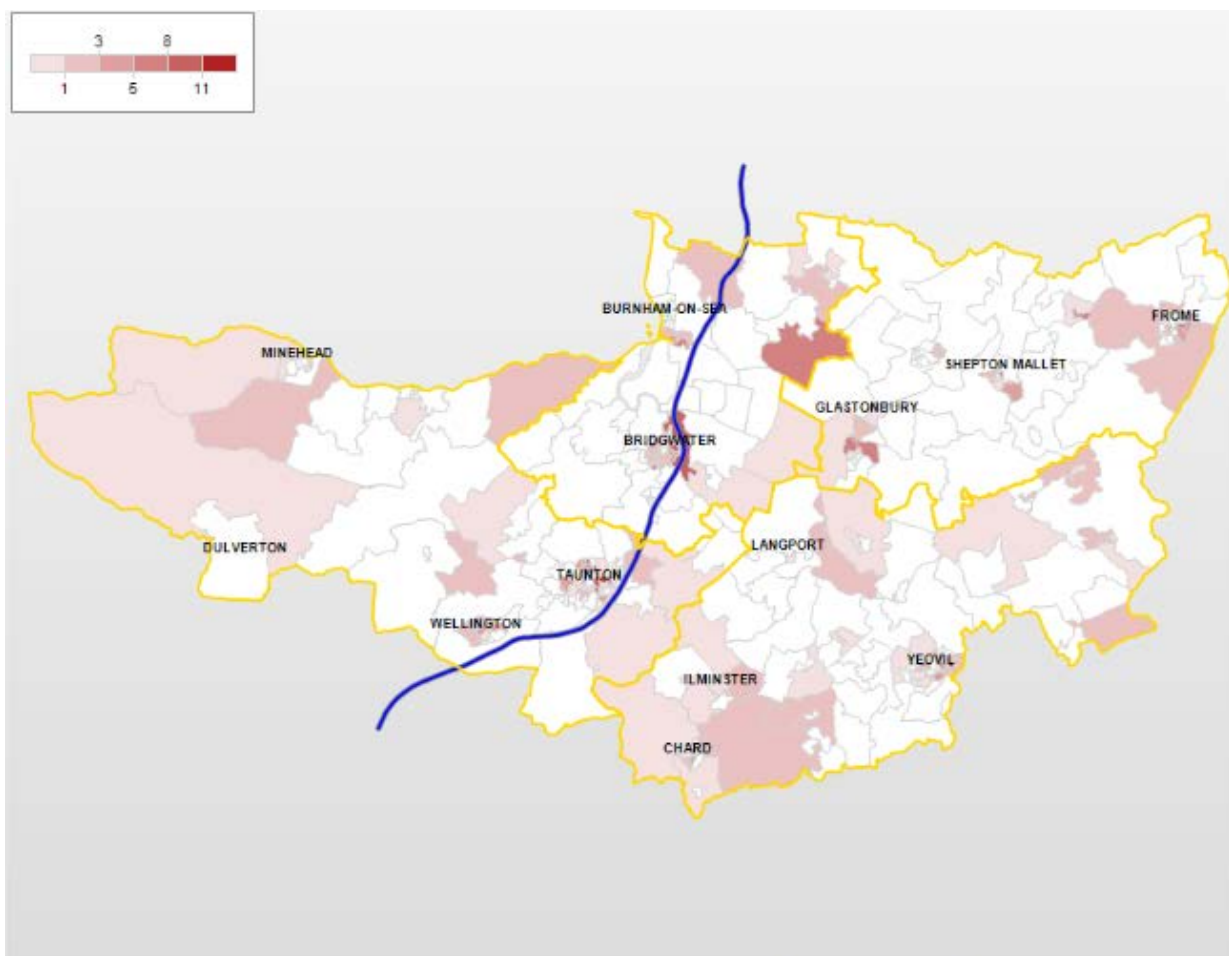 3 8
1 5 11
BURNHAM-ON-SEA
FROME
MINEHEAD
SHEPTON MALLET
GLASTONBURY
BRIDGWATER
LANGPORT
DULVERTON
TAUNTON
WELLINGTON
YEOVIL
ILMINSTER
CHARD